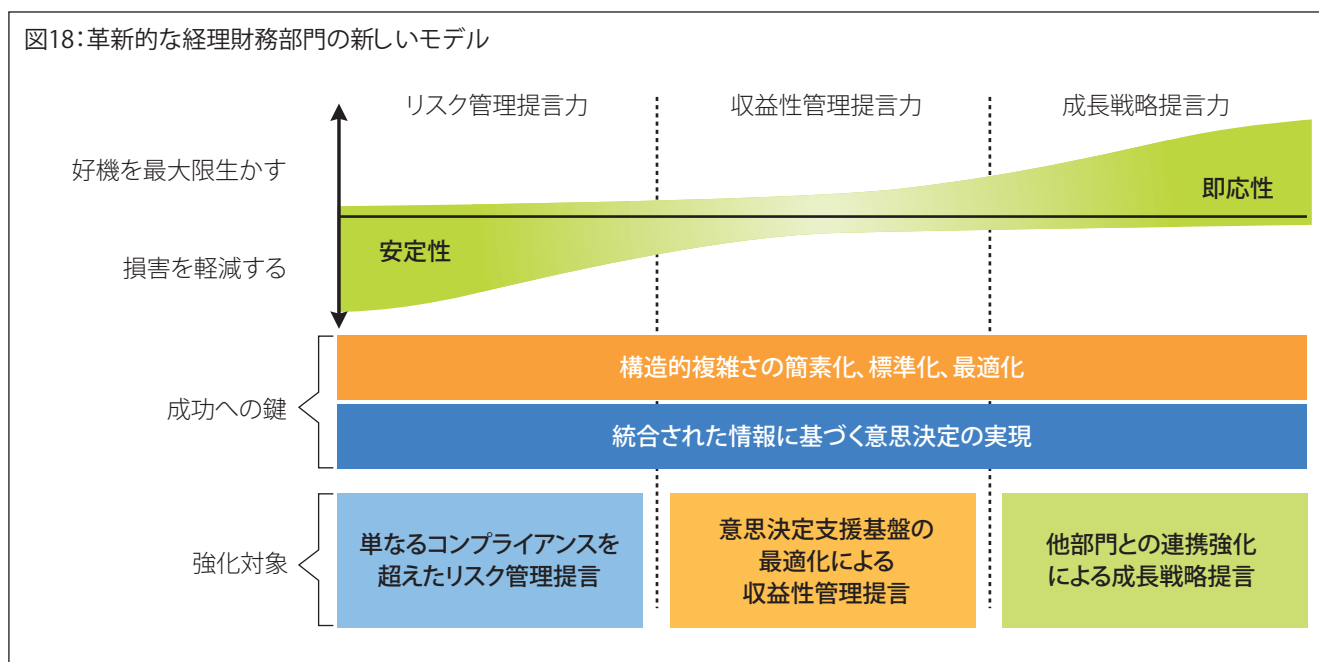 図18：革新的な経理財務部門の新しいモデル
リスク管理提言力
収益性管理提言力
成長戦略提言力
好機を最大限生かす
即応性
安定性
損害を軽減する
成功への鍵
構造的複雑さの簡素化、標準化、最適化
統合された情報に基づく意思決定の実現
強化対象
単なるコンプライアンスを
超えたリスク管理提言
意思決定支援基盤の
最適化による
収益性管理提言
他部門との連携強化
による成長戦略提言